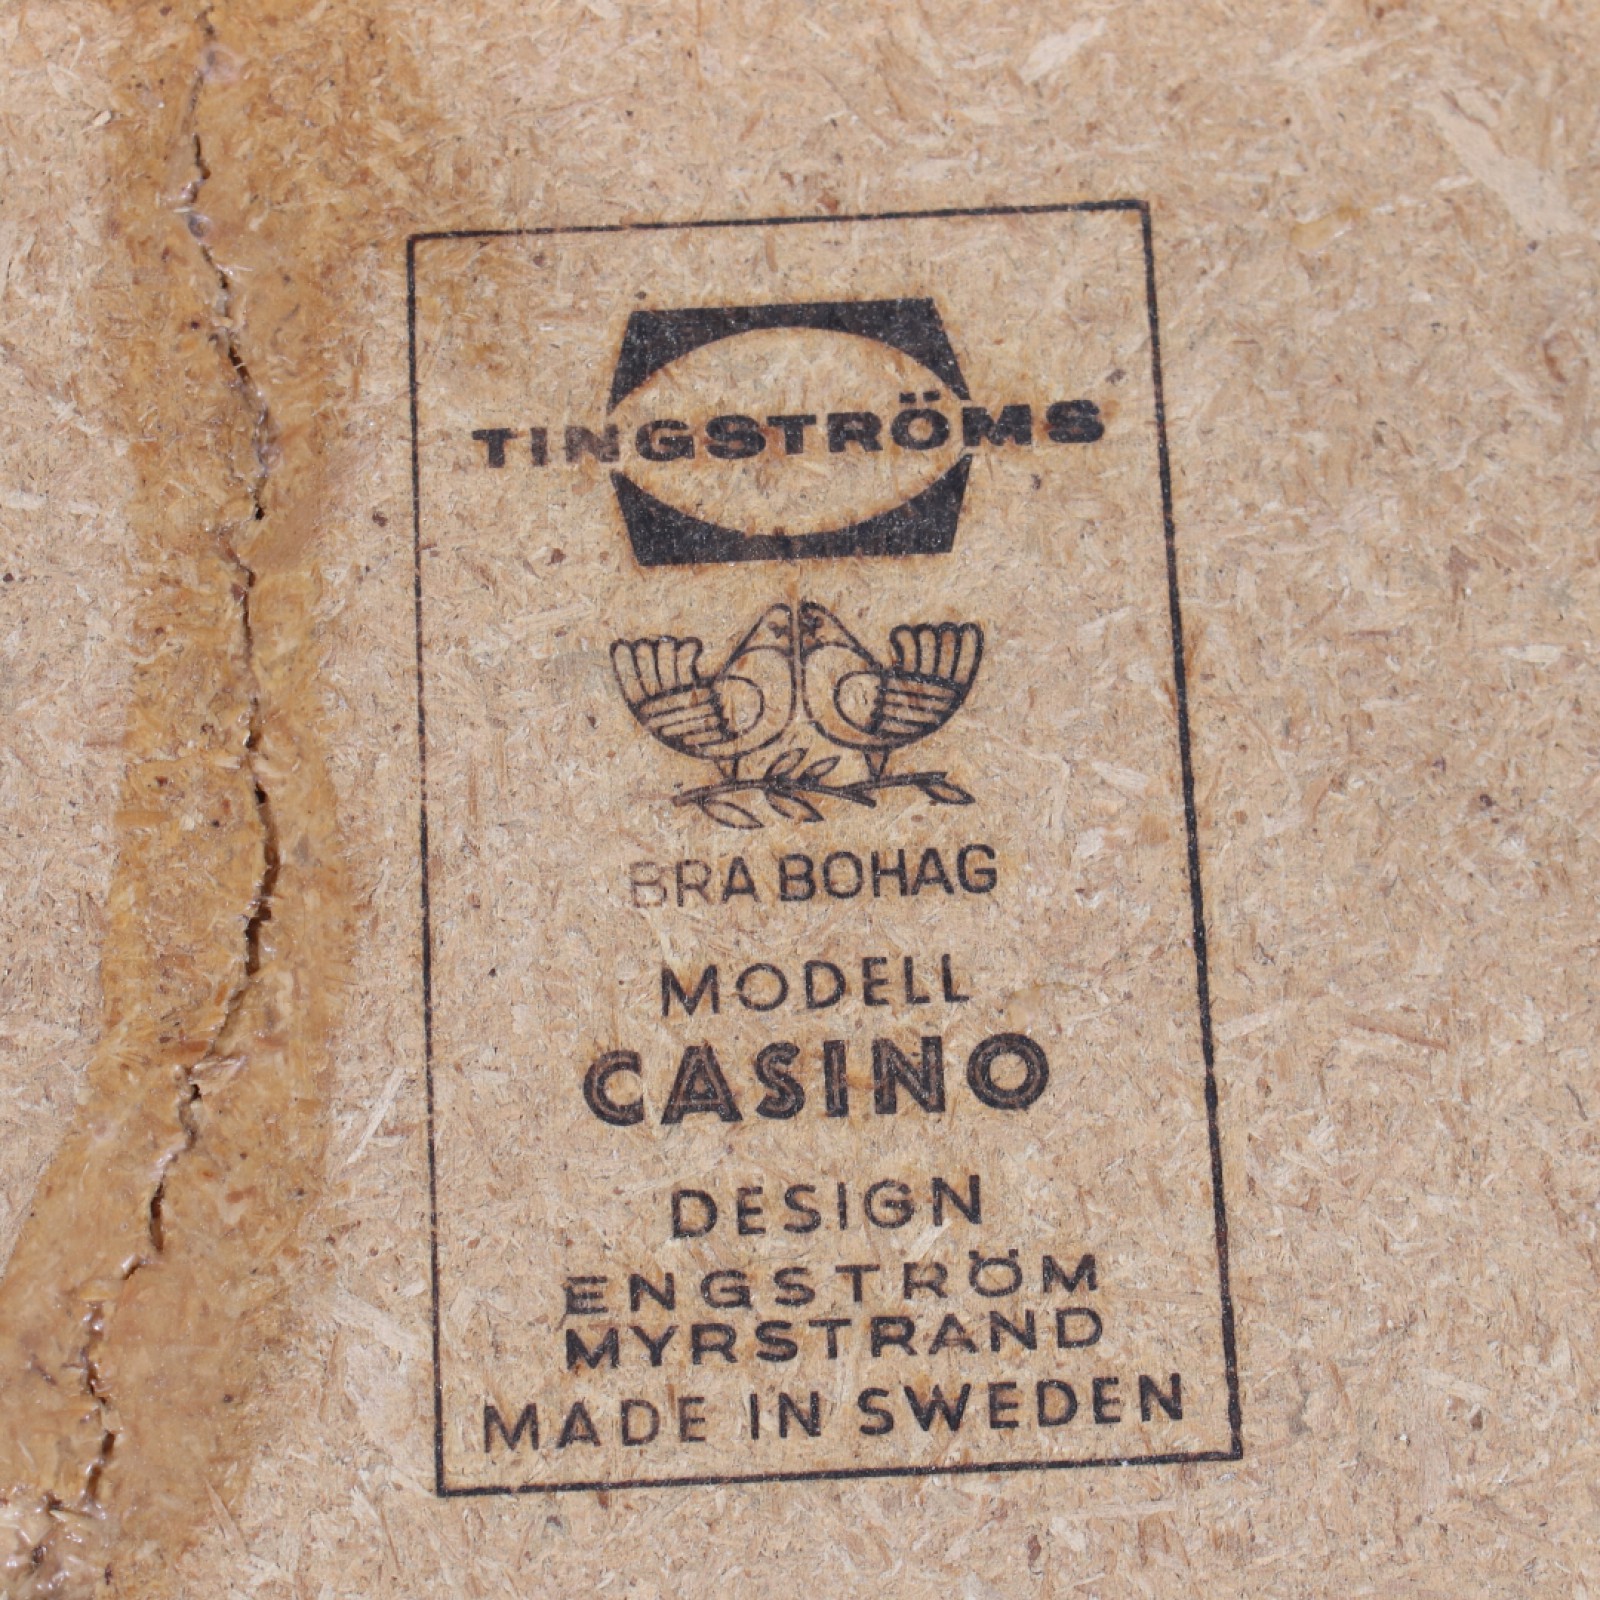 TINGSTRÖMS
BRA BOHAG
MODELL
CASINO
DESIGN
ENGSTRÖM
MYRSTRAND
MADE IN SWEDEN